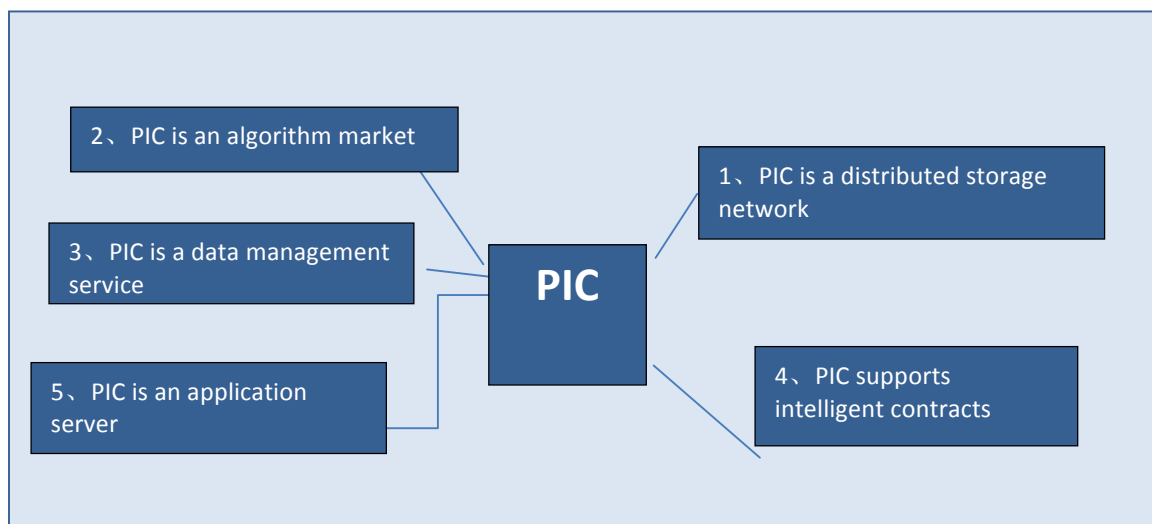 2、PIC is an algorithm market
1、PIC is a distributed storage
network
3、PIC is a data management
service
PIC
5、PIC is an application
server
4、PIC supports
intelligent contracts